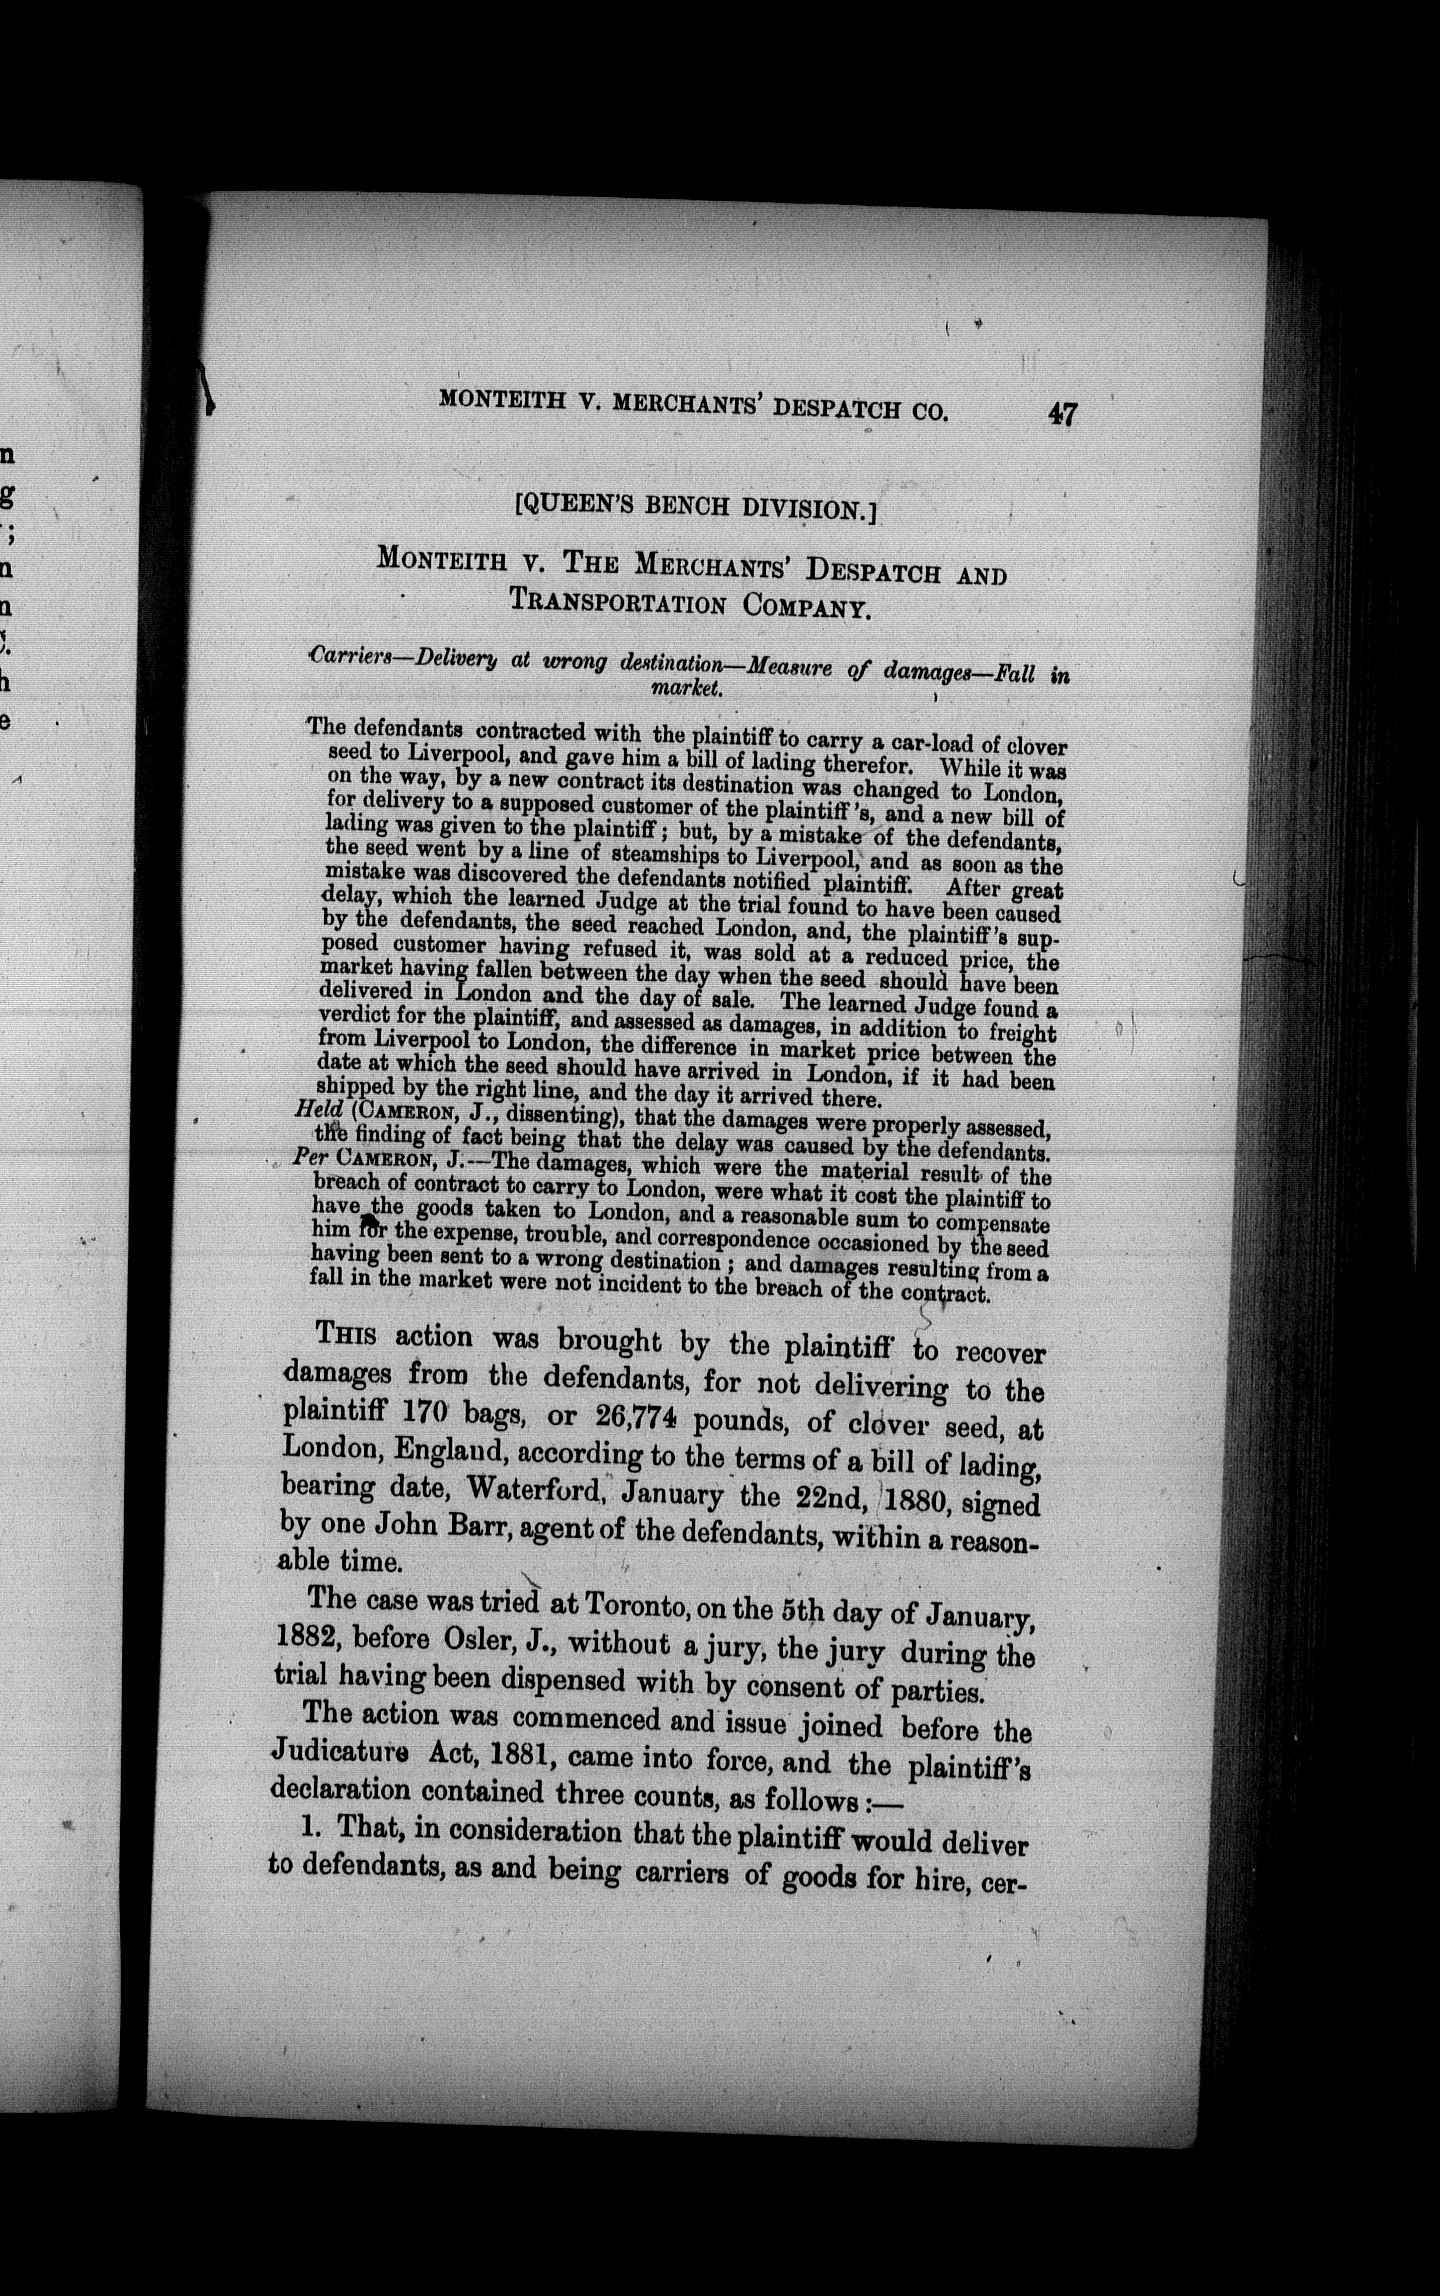 MONTEITH V. MERCHANTS' DESPATCH CO. 47
[QUEEN'S BENCH DIVISION.]
MONTEITH V. THE MERCHANTS' DESPATCH AND
TRANSPORTATION COMPANY.
Carriers—Delivery at wrong destination—Measure of damages—Fall in
market.
The defendants contracted with the plaintiff to carry a car-load of clover
seed to Liverpool, and gave him a bill of lading therefor. While it was
on the way, by a new contract its destination was changed to London,
for delivery to a supposed customer of the plaintiff's, and a new bill of
lading was given to the plaintiff; but, by a mistake of the defendants,
the seed went by a line of steamships to Liverpool, and as soon as the
mistake was discovered the defendants notified plaintiff. After great
delay, which the learned Judge at the trial found to have been caused
by the defendants, the seed reached London, and, the plaintiff's sup-
posed customer having refused it, was sold at a reduced price, the
market having fallen between the day when the seed should have been
delivered in London and the day of sale. The learned Judge found a
verdict for the plaintiff, and assessed as damages, in addition to freight
from Liverpool to London, the difference in market price between the
date at which the seed should have arrived in London, if it had been
shipped by the right line, and the day it arrived there.
Held (CAMERON, J., dissenting), that the damages were properly assessed,
the finding of fact being that the delay was caused by the defendants.
Per CAMERON, J.—The damages, which were the material result of the
breach of contract to carry to London, were what it cost the plaintiff to
have the goods taken to London, and a reasonable sum to compensate
him for the expense, trouble, and correspondence occasioned by the seed
having been sent to a wrong destination; and damages resulting from a
fall in the market were not incident to the breach of the contract.
THIS action was brought by the plaintiff to recover
damages from the defendants, for not delivering to the
plaintiff 170 bags, or 26,774 pounds, of clover seed, at
London, England, according to the terms of a bill of lading,
bearing date, Waterford, January the 22nd, 1880, signed
by one John Barr, agent of the defendants, within a reason-
able time.
The case was tried at Toronto, on the 5th day of January,
1882, before Osler, J., without a jury, the jury during the
trial having been dispensed with by consent of parties.
The action was commenced and issue joined before the
Judicature Act, 1881, came into force, and the plaintiff's
declaration contained three counts, as follows:—
1. That, in consideration that the plaintiff would deliver
to defendants, as and being carriers of goods for hire, cer-